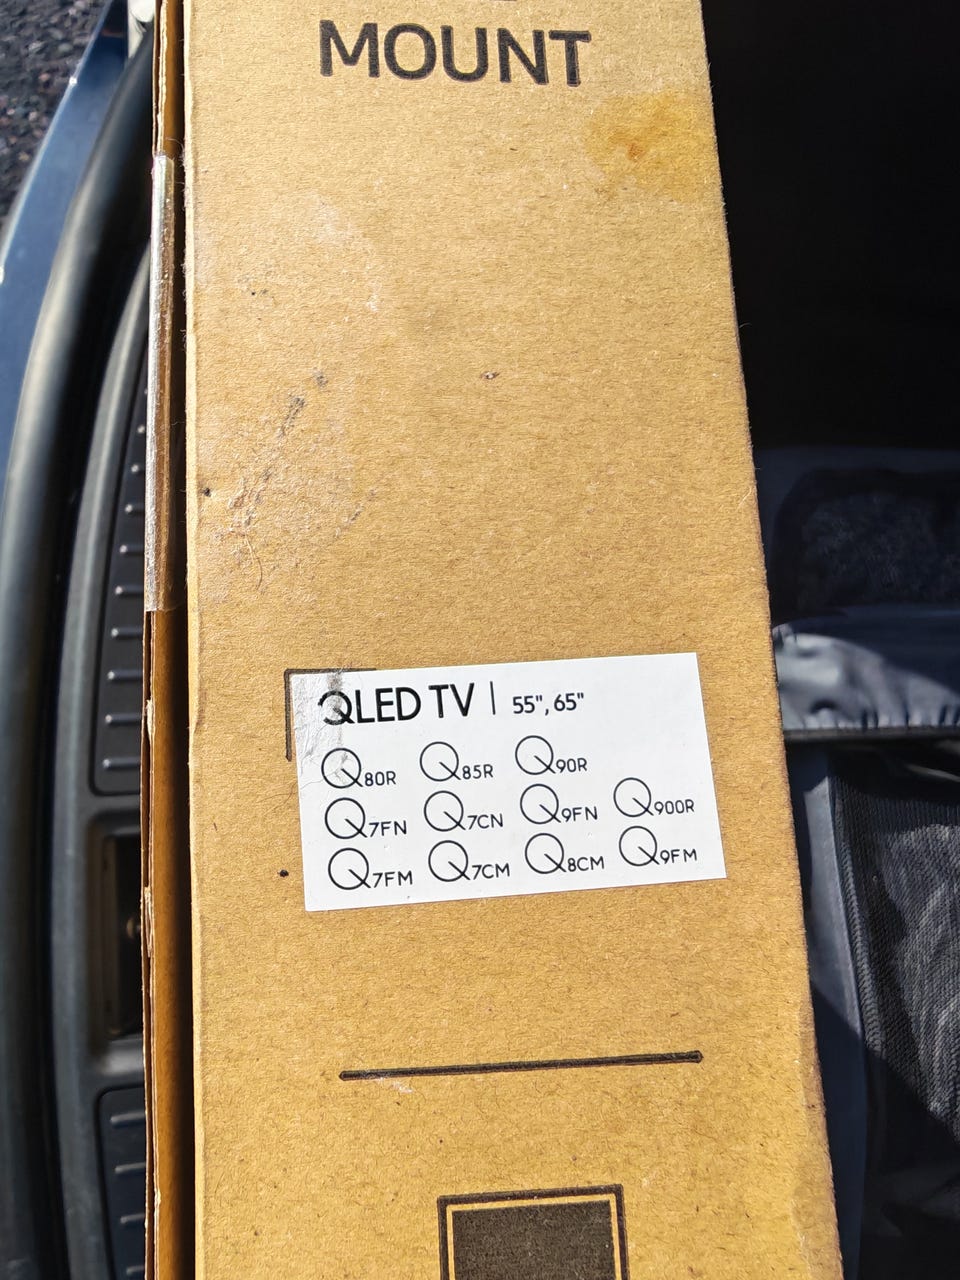 MOUNT
QLED TV | 55", 65"
Q80R Q85R Q90R
Q7FN Q7CN Q9FN Q900R
Q7FM Q7CM Q8CM Q9FM